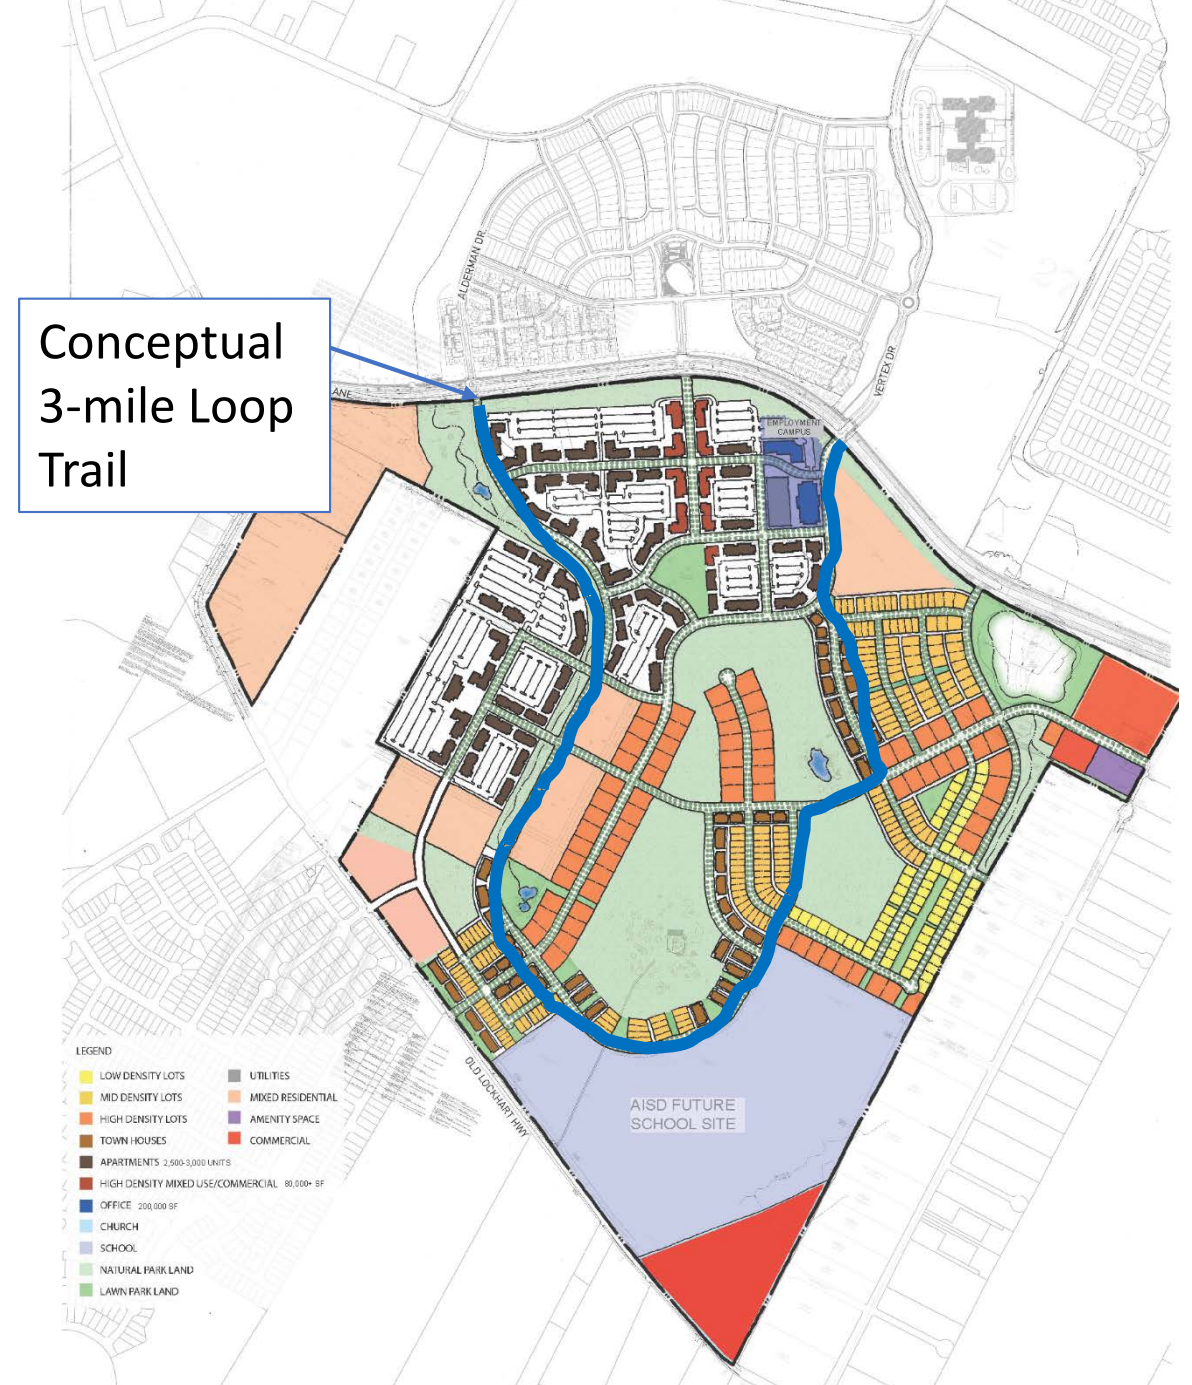 ALDERMAN DR.
VERTEX DR.
Conceptual
3-mile Loop
Trail
ANE
EMPLOYMENT
CAMPUS
OLD LOCKHART HWY
AISD FUTURE
SCHOOL SITE
LEGEND
LOW DENSITY LOTS
MID DENSITY LOTS
HIGH DENSITY LOTS
TOWN HOUSES
APARTMENTS 2,500-3,000 UNITS
HIGH DENSITY MIXED USE/COMMERCIAL 80,000+ SF
OFFICE 200,000 SF
CHURCH
SCHOOL
NATURAL PARK LAND
LAWN PARK LAND
UTILITIES
MIXED RESIDENTIAL
AMENITY SPACE
COMMERCIAL